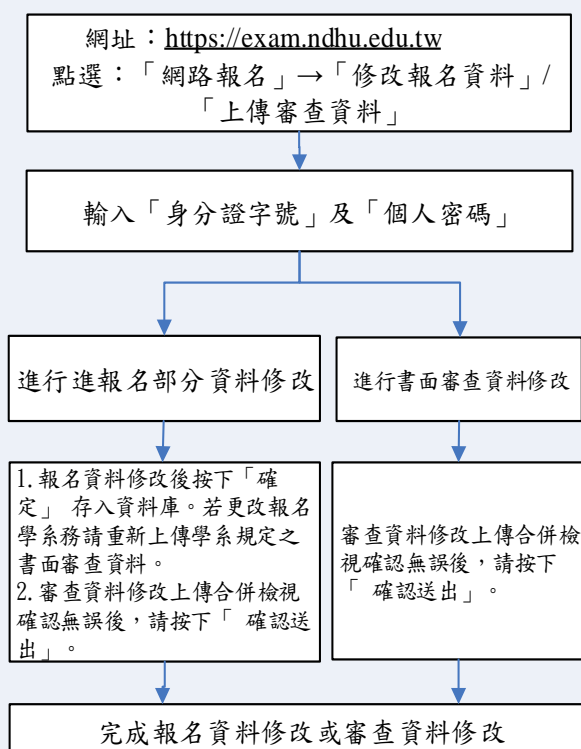 網址：https://exam.ndhu.edu.tw
點選：「網路報名」→「修改報名資料」/
「上傳審查資料」
輸入「身分證字號」及「個人密碼」
進行進報名部分資料修改
進行書面審查資料修改
1.報名資料修改後按下「確
定」 存入資料庫。若更改報名
學系務請重新上傳學系規定之
書面審查資料。
2.審查資料修改上傳合併檢視
確認無誤後，請按下「 確認送
出」。
審查資料修改上傳合併檢
視確認無誤後，請按下
「 確認送出」。
完成報名資料修改或審查資料修改